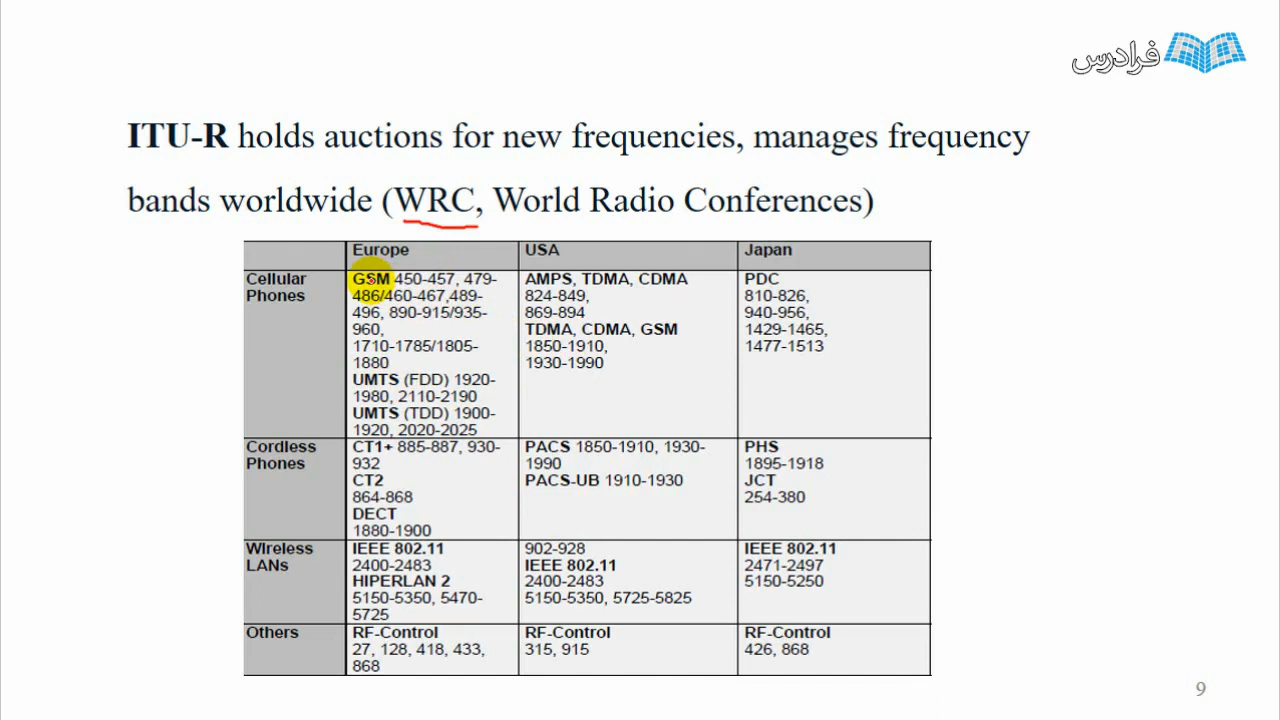 فرادرس
ITU-R holds auctions for new frequencies, manages frequency
bands worldwide (WRC, World Radio Conferences)
Europe USA Japan
Cellular Phones
GSM 450-457, 479-
486/460-467,489-
496, 890-915/935-
960,
1710-1785/1805-
1880
UMTS (FDD) 1920-
1980, 2110-2190
UMTS (TDD) 1900-
1920, 2020-2025
AMPS, TDMA, CDMA
824-849,
869-894
TDMA, CDMA, GSM
1850-1910,
1930-1990
PDC
810-826,
940-956,
1429-1465,
1477-1513
Cordless
Phones
CT1+ 885-887, 930-
932
CT2
864-868
DECT
1880-1900
PACS 1850-1910, 1930-
1990
PACS-UB 1910-1930
PHS
1895-1918
JCT
254-380
Wireless
LANs
IEEE 802.11
2400-2483
HIPERLAN 2
5150-5350, 5470-
5725
902-928
IEEE 802.11
2400-2483
5150-5350, 5725-5825
IEEE 802.11
2471-2497
5150-5250
Others
RF-Control
27, 128, 418, 433,
868
RF-Control
315, 915
RF-Control
426, 868
9